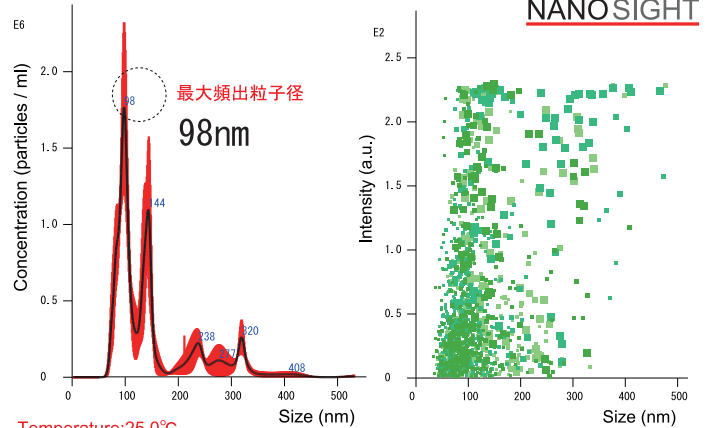 NANOSIGHT
E6
2.0
1.5
1.0
0.5
0
0
100
200
300
400
500
Concentration (particles / ml)
Size (nm)
98
144
238
277
320
408
最大頻出粒子径
98nm
E2
2.5
2.0
1.5
1.0
0.5
0
0
100
200
300
400
500
Intensity (a.u.)
Size (nm)
Temperature:25.0℃